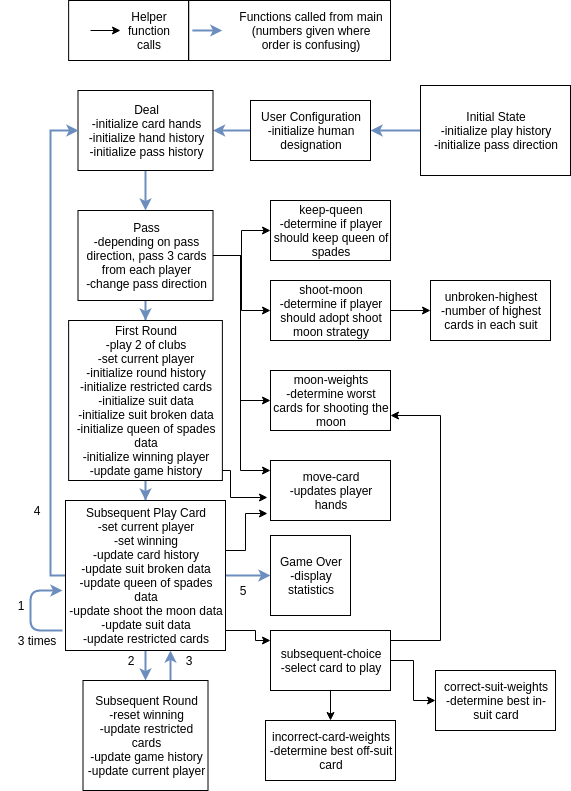 Helper
function
calls
Functions called from main
(numbers given where
order is confusing)
Deal
-initialize card hands
-initialize hand history
-initialize pass history
User Configuration
-initialize human
designation
Initial State
-initialize play history
-initialize pass direction
Pass
-depending on pass
direction, pass 3 cards
from each player
-change pass direction
keep-queen
-determine if player
should keep queen of
spades
shoot-moon
-determine if player
should adopt shoot
moon strategy
unbroken-highest
-number of highest
cards in each suit
First Round
-play 2 of clubs
-set current player
-initialize round history
-initialize restricted cards
-initialize suit data
-initialize suit broken data
-initialize queen of spades
data
-initialize winning player
-update game history
moon-weights
-determine worst
cards for shooting the
moon
move-card
-updates player
hands
4
Subsequent Play Card
-set current player
-set winning
-update card history
-update suit broken data
-update queen of spades
data
-update shoot the moon data
-update suit data
-update restricted cards
Game Over
-display
statistics
5
1
3 times
2
3
subsequent-choice
-select card to play
correct-suit-weights
-determine best in-
suit card
Subsequent Round
-reset winning
-update restricted
cards
-update game history
-update current player
incorrect-card-weights
-determine best off-suit
card